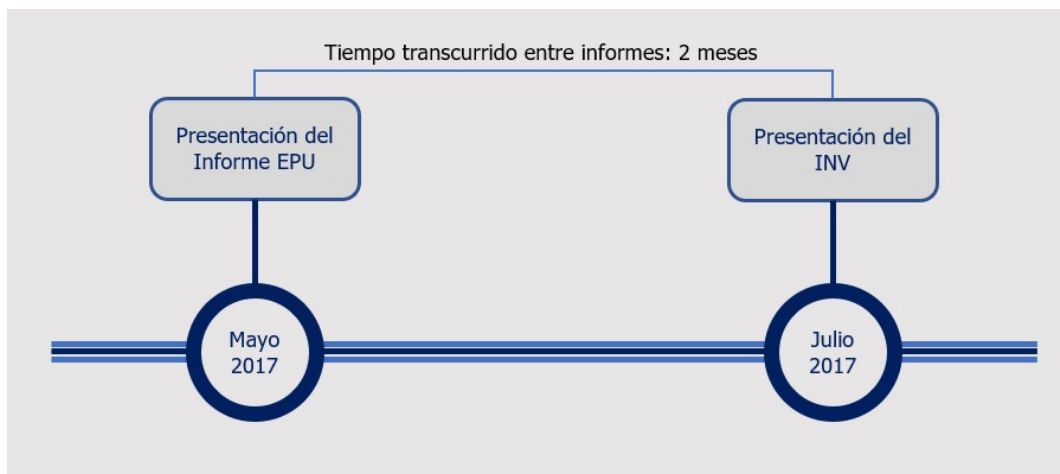 Tiempo transcurrido entre informes: 2 meses
Presentación del
Informe EPU
Presentación del
INV
Mayo
2017
Julio
2017